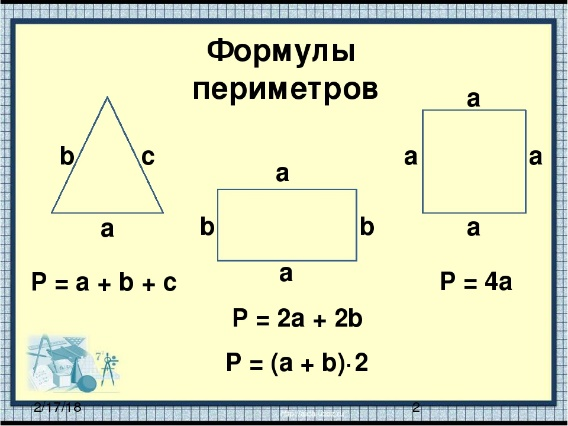 Формулы
периметров
b
c
a
P = a + b + c
a
b
b
a
P = 2a + 2b
P = (a + b)·2
a
a
a
a
P = 4a
2/17/18
2